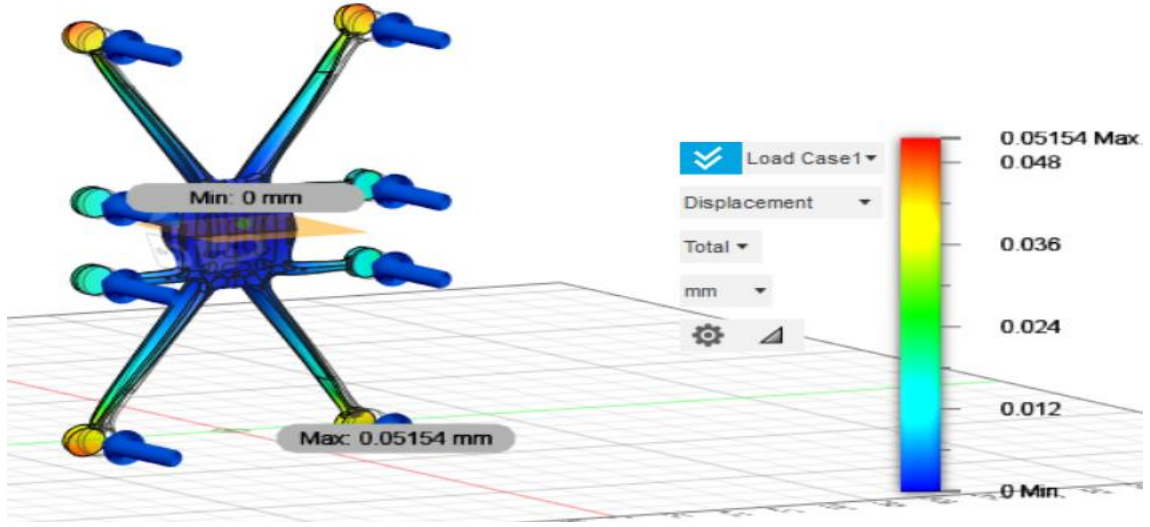 Min: 0 mm
Max: 0.05154 mm
Load Case1
Displacement
Total
mm
0.05154 Max.
0.048
0.036
0.024
0.012
0 Min.